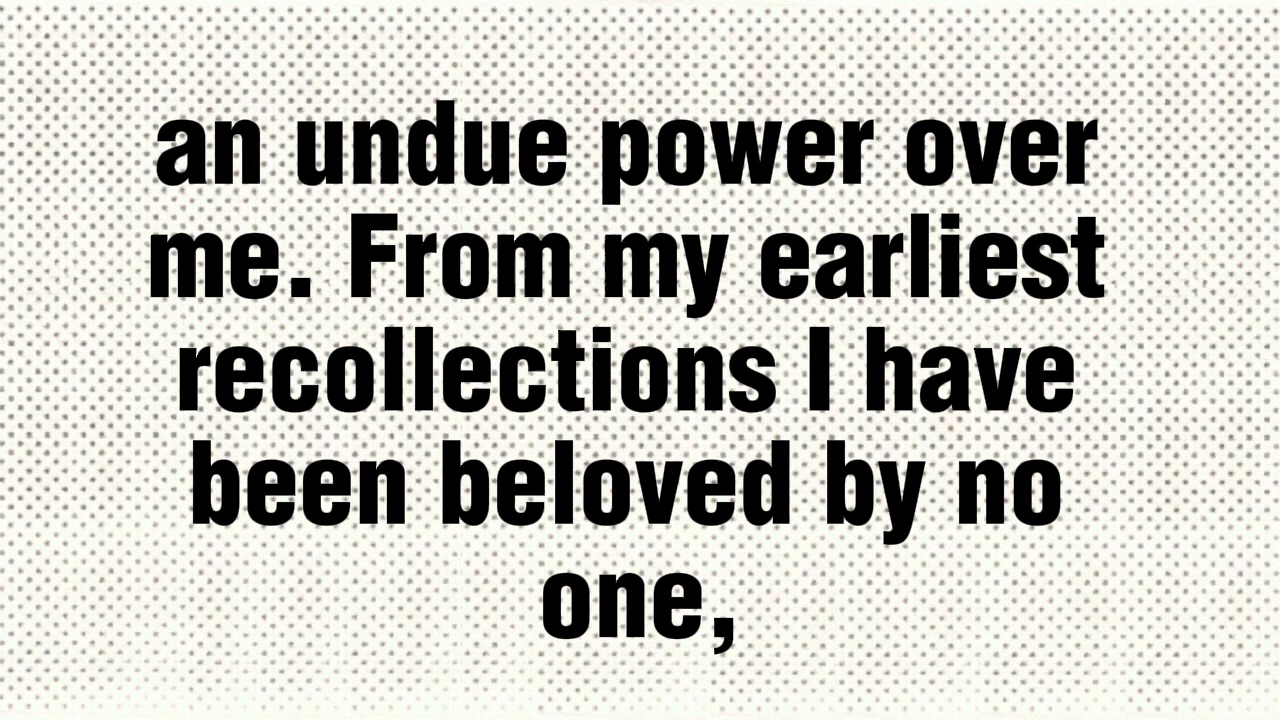 an undue power over
me. From my earliest
recollections I have
been beloved by no
one,